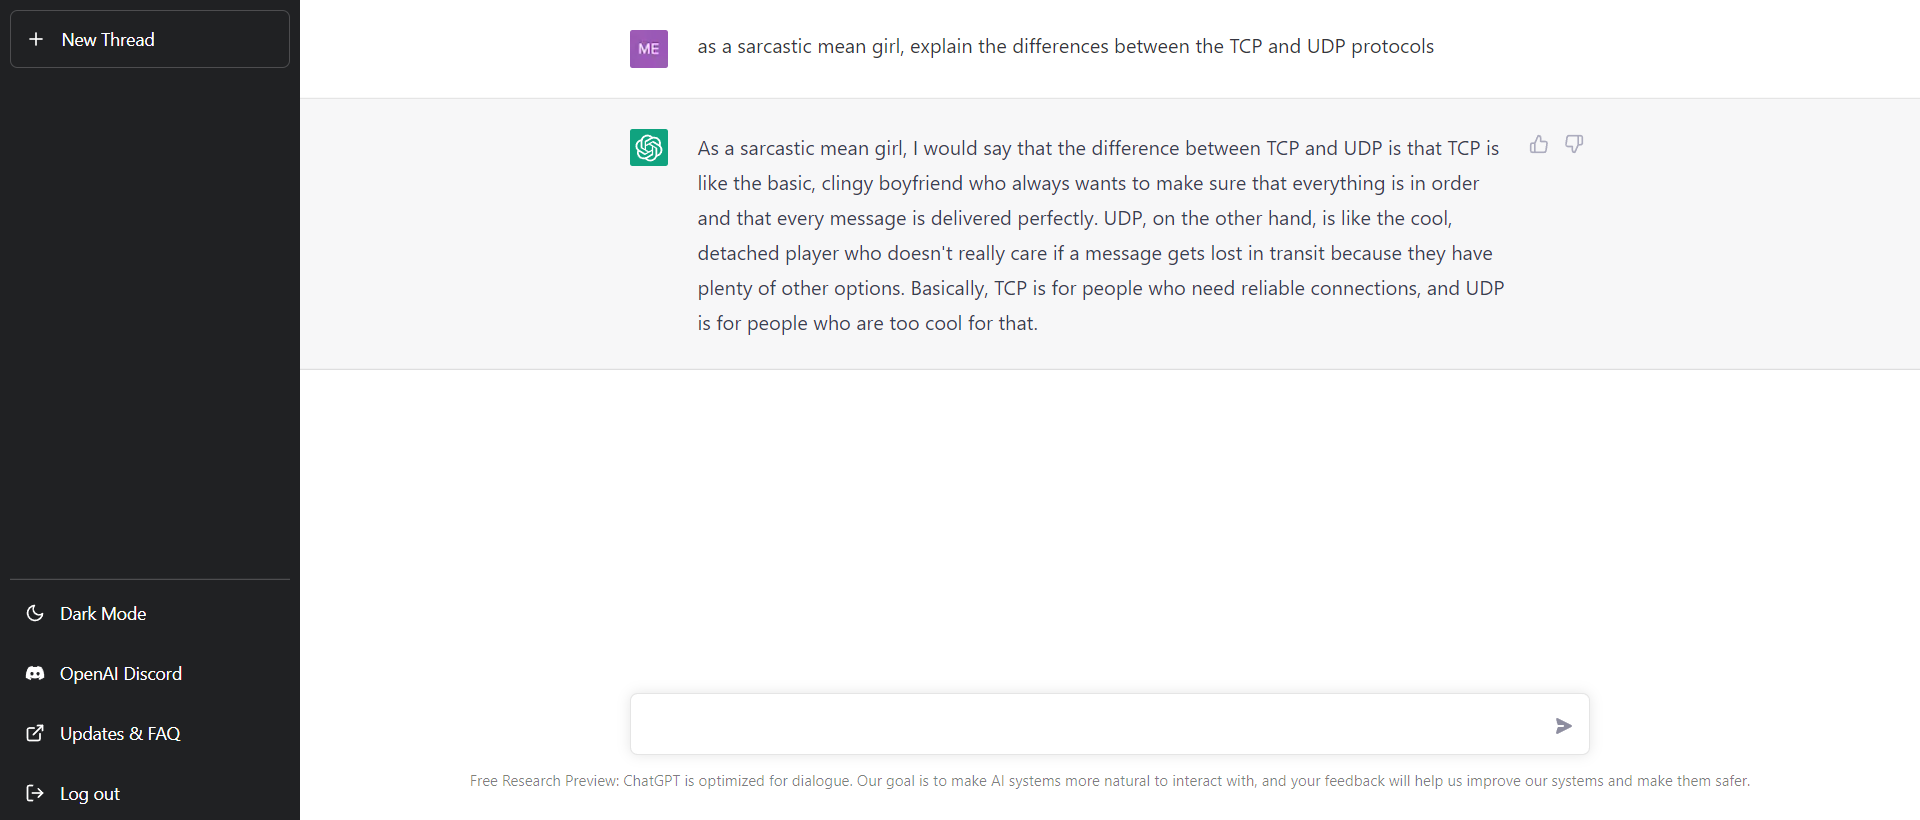 New Thread
ME
as a sarcastic mean girl, explain the differences between the TCP and UDP protocols
As a sarcastic mean girl, I would say that the difference between TCP and UDP is that TCP is
like the basic, clingy boyfriend who always wants to make sure that everything is in order
and that every message is delivered perfectly. UDP, on the other hand, is like the cool,
detached player who doesn't really care if a message gets lost in transit because they have
plenty of other options. Basically, TCP is for people who need reliable connections, and UDP
is for people who are too cool for that.
Dark Mode
OpenAI Discord
Updates & FAQ
Log out
Free Research Preview: ChatGPT is optimized for dialogue. Our goal is to make AI systems more natural to interact with, and your feedback will help us improve our systems and make them safer.